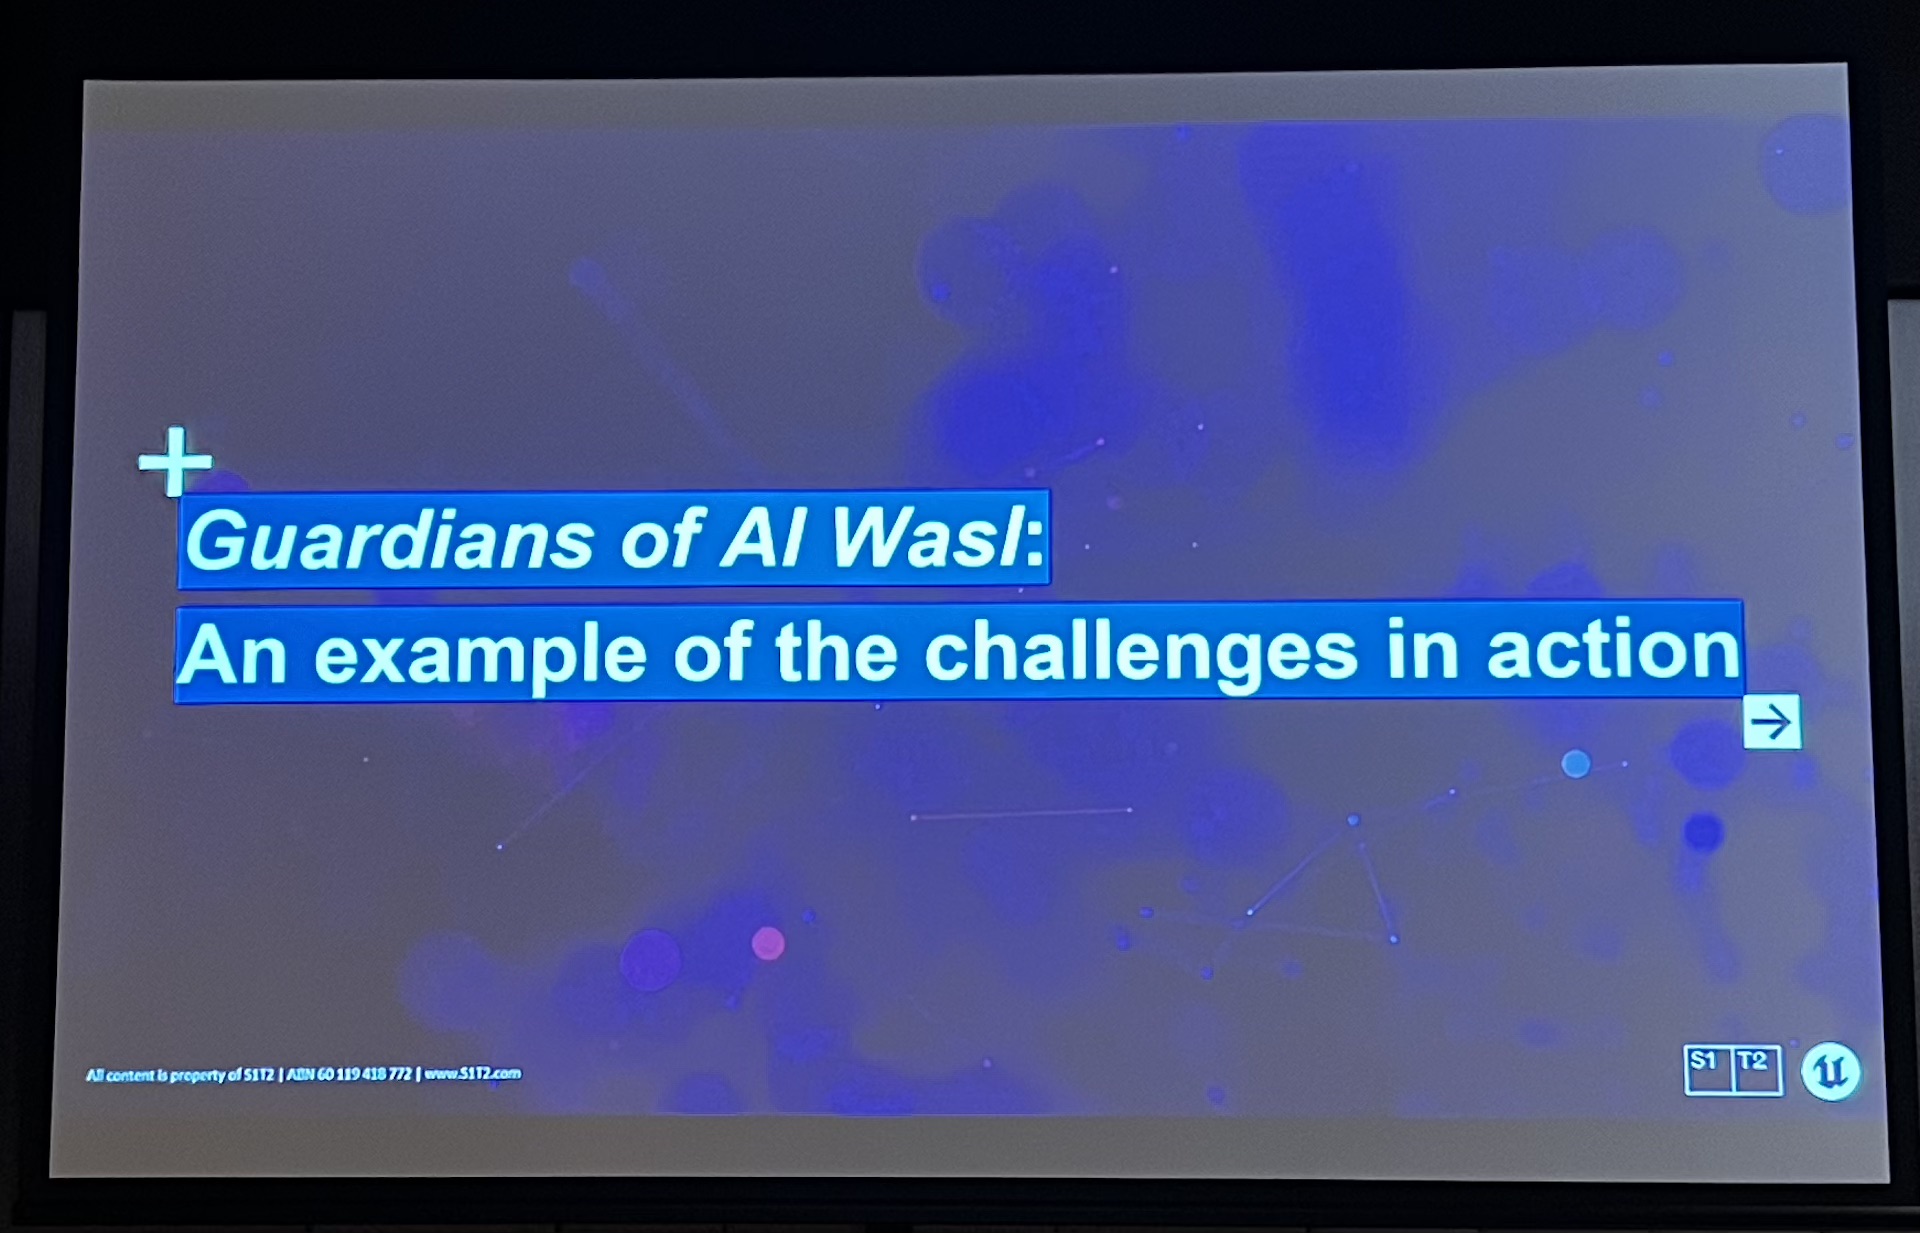 Guardians of Al Wasl:
An example of the challenges in action
All content is property of S1T2 | ABN 60 119 418 772 | www.S1T2.com
S1 T2